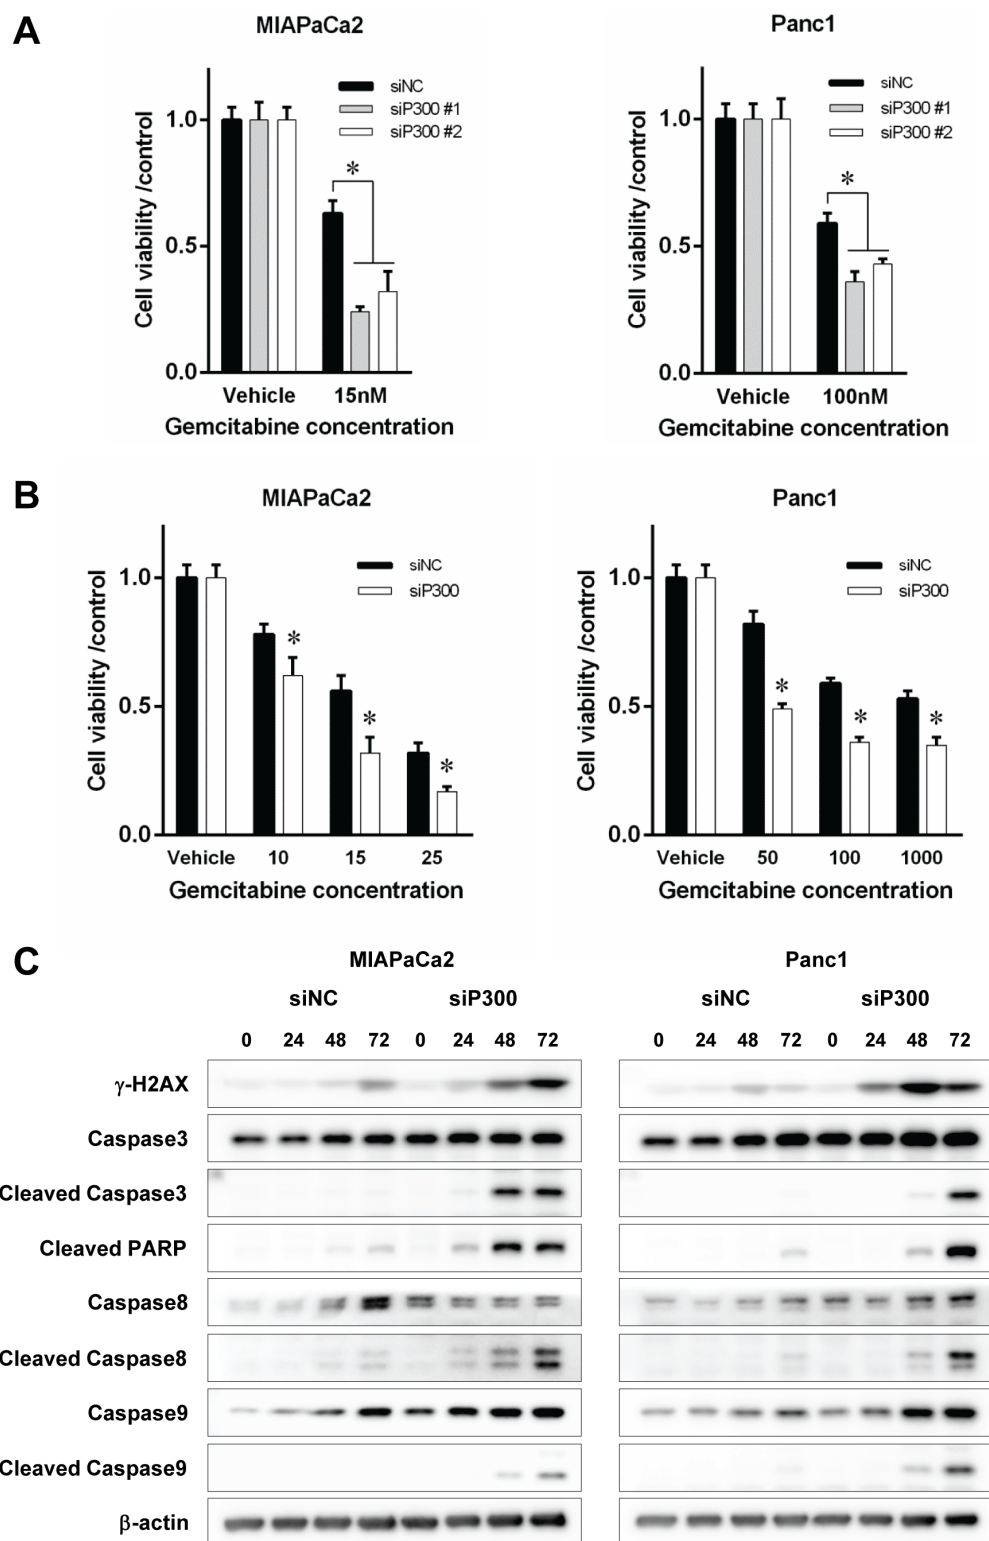 A
MIAPaCa2
siNC
siP300 #1
siP300 #2
1.0
0.5
0.0
*
Cell viability /control
Vehicle 15nM
Gemcitabine concentration
Panc1
siNC
siP300 #1
siP300 #2
1.0
0.5
0.0
*
Cell viability /control
Vehicle 100nM
Gemcitabine concentration
B
MIAPaCa2
siNC
siP300
1.0
0.5
0.0
* * *
Cell viability /control
Vehicle 10 15 25
Gemcitabine concentration
Panc1
siNC
siP300
1.0
0.5
0.0
* * *
Cell viability /control
Vehicle 50 100 1000
Gemcitabine concentration
C
MIAPaCa2 Panc1
siNC siP300 siNC siP300
0 24 48 72 0 24 48 72 0 24 48 72 0 24 48 72
γ-H2AX
Caspase3
Cleaved Caspase3
Cleaved PARP
Caspase8
Cleaved Caspase8
Caspase9
Cleaved Caspase9
β-actin